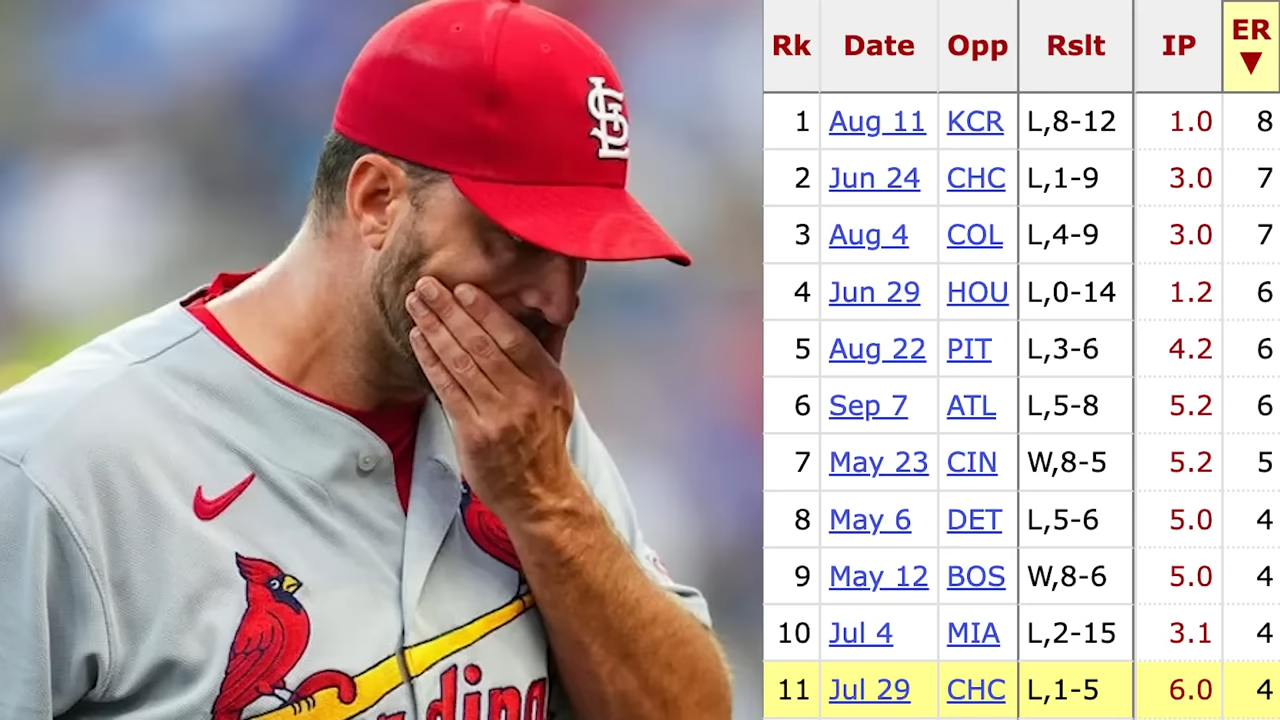 STL
rdin
Rk Date Opp Rslt IP ER ▼
1 Aug 11 KCR L,8-12 1.0 8
2 Jun 24 CHC L,1-9 3.0 7
3 Aug 4 COL L,4-9 3.0 7
4 Jun 29 HOU L,0-14 1.2 6
5 Aug 22 PIT L,3-6 4.2 6
6 Sep 7 ATL L,5-8 5.2 6
7 May 23 CIN W,8-5 5.2 5
8 May 6 DET L,5-6 5.0 4
9 May 12 BOS W,8-6 5.0 4
10 Jul 4 MIA L,2-15 3.1 4
11 Jul 29 CHC L,1-5 6.0 4